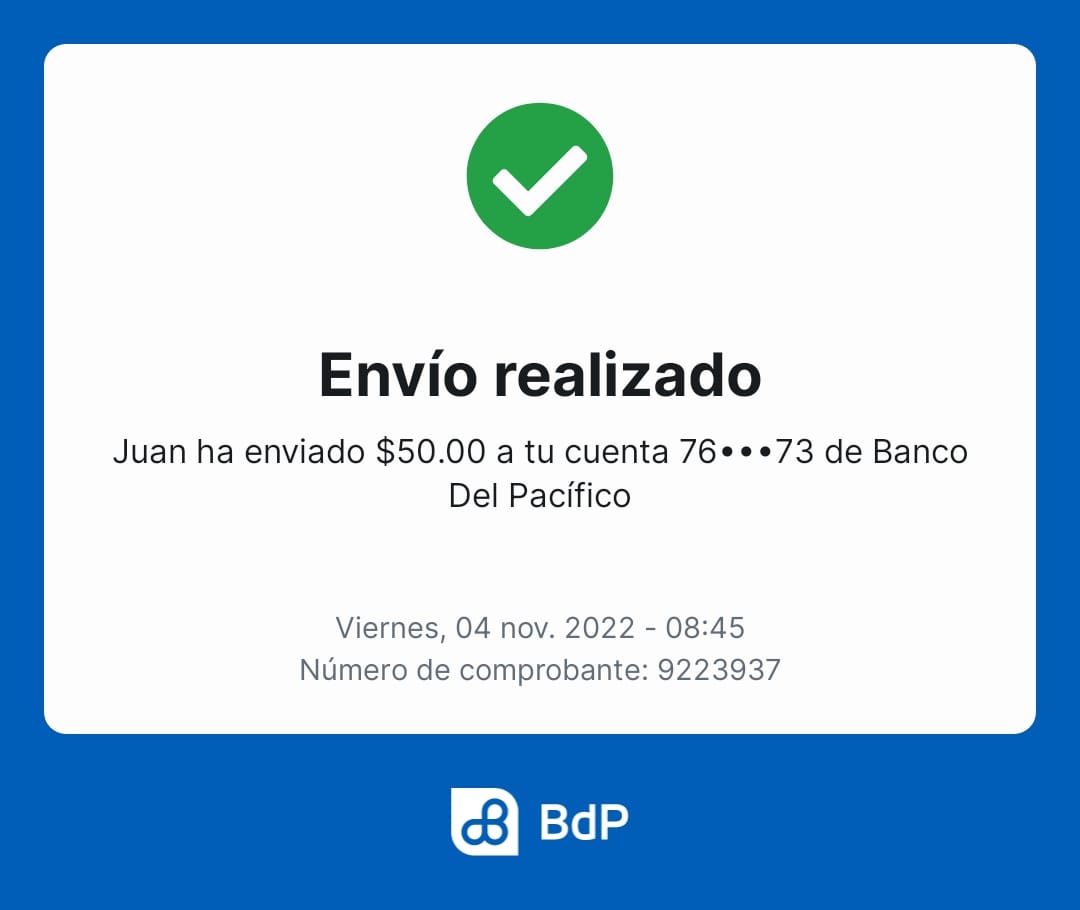 Envío realizado
Juan ha enviado $50.00 a tu cuenta 76•••73 de Banco
Del Pacífico
Viernes, 04 nov. 2022 - 08:45
Número de comprobante: 9223937
BdP